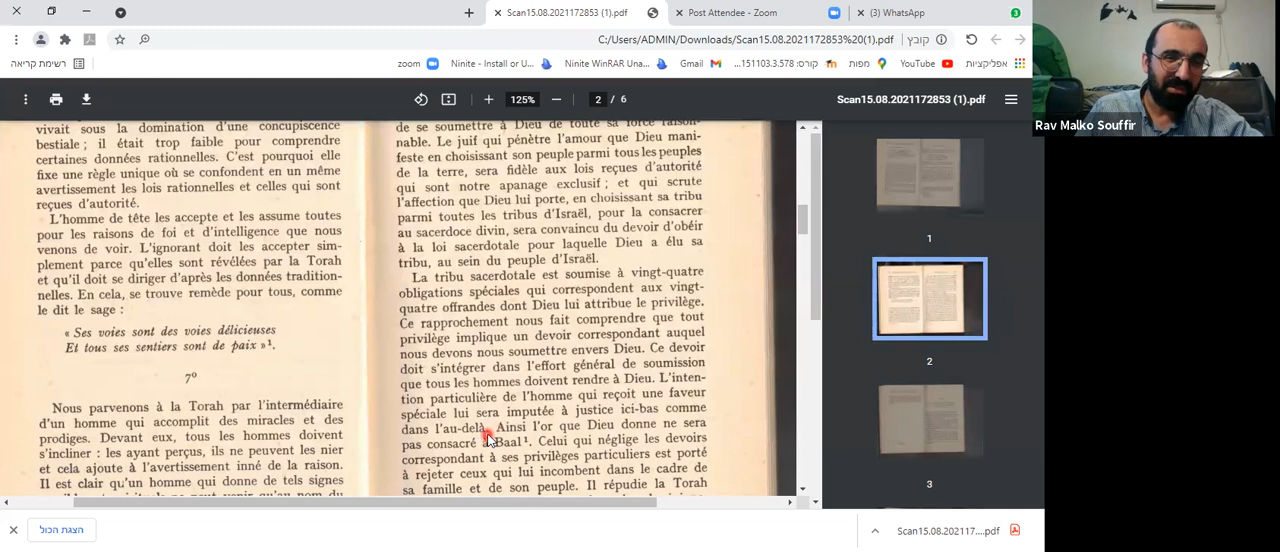 Scan15.08.2021172853 (1).pdf
Post Attendee - Zoom
(3) WhatsApp
C:/Users/ADMIN/Downloads/Scan15.08.2021172853%20(1).pdf
קובץ
רשימת קריאה
zoom
Ninite - Install or U...
Ninite WinRAR Una...
Gmail
קורס: 151103.3.578...
מפות
YouTube
אפליקציות
125%
2 / 6
Scan15.08.2021172853 (1).pdf
Rav Malko Souffir
vivait sous la domination d'une concupiscence
bestiale ; il était trop faible pour comprendre
certaines données rationnelles. C'est pourquoi elle
fixe une règle unique où se confondent en un même
avertissement les lois rationnelles et celles qui sont
reçues d'autorité.
L'homme de tête les accepte et les assume toutes
pour les raisons de foi et d'intelligence que nous
venons de voir. L'ignorant doit les accepter sim-
plement parce qu'elles sont révélées par la Torah
et qu'il doit se diriger d'après les données tradition-
nelles. En cela, se trouve remède pour tous, comme
le dit le sage :
« Ses voies sont des voies délicieuses
Et tous ses sentiers sont de paix »¹.
7º
Nous parvenons à la Torah par l'intermédiaire
d'un homme qui accomplit des miracles et des
prodiges. Devant eux, tous les hommes doivent
s'incliner : les ayant perçus, ils ne peuvent les nier
et cela ajoute à l'avertissement inné de la raison.
Il est clair qu'un homme qui donne de tels signes
de se soumettre à Dieu de toute sa force raison-
nable. Le juif qui pénètre l'amour que Dieu mani-
feste en choisissant son peuple parmi tous les peuples
de la terre, sera fidèle aux lois reçues d'autorité
qui sont notre apanage exclusif ; et qui scrute
l'affection que Dieu lui porte, en choisissant sa tribu
parmi toutes les tribus d'Israël, pour la consacrer
au sacerdoce divin, sera convaincu du devoir d'obéir
à la loi sacerdotale pour laquelle Dieu a élu sa
tribu, au sein du peuple d'Israël.
La tribu sacerdotale est soumise à vingt-quatre
obligations spéciales qui correspondent aux vingt-
quatre offrandes dont Dieu lui attribue le privilège.
Ce rapprochement nous fait comprendre que tout
privilège implique un devoir correspondant auquel
nous devons nous soumettre envers Dieu. Ce devoir
doit s'intégrer dans l'effort général de soumission
que tous les hommes doivent rendre à Dieu. L'inten-
tion particulière de l'homme qui reçoit une faveur
spéciale lui sera imputée à justice ici-bas comme
dans l'au-delà. Ainsi l'or que Dieu donne ne sera
pas consacré à Baal¹. Celui qui néglige les devoirs
correspondant à ses privilèges particuliers est porté
à rejeter ceux qui lui incombent dans le cadre de
sa famille et de son peuple. Il répudie la Torah
1
2
3
הצגת הכול
Scan15.08.202117....pdf